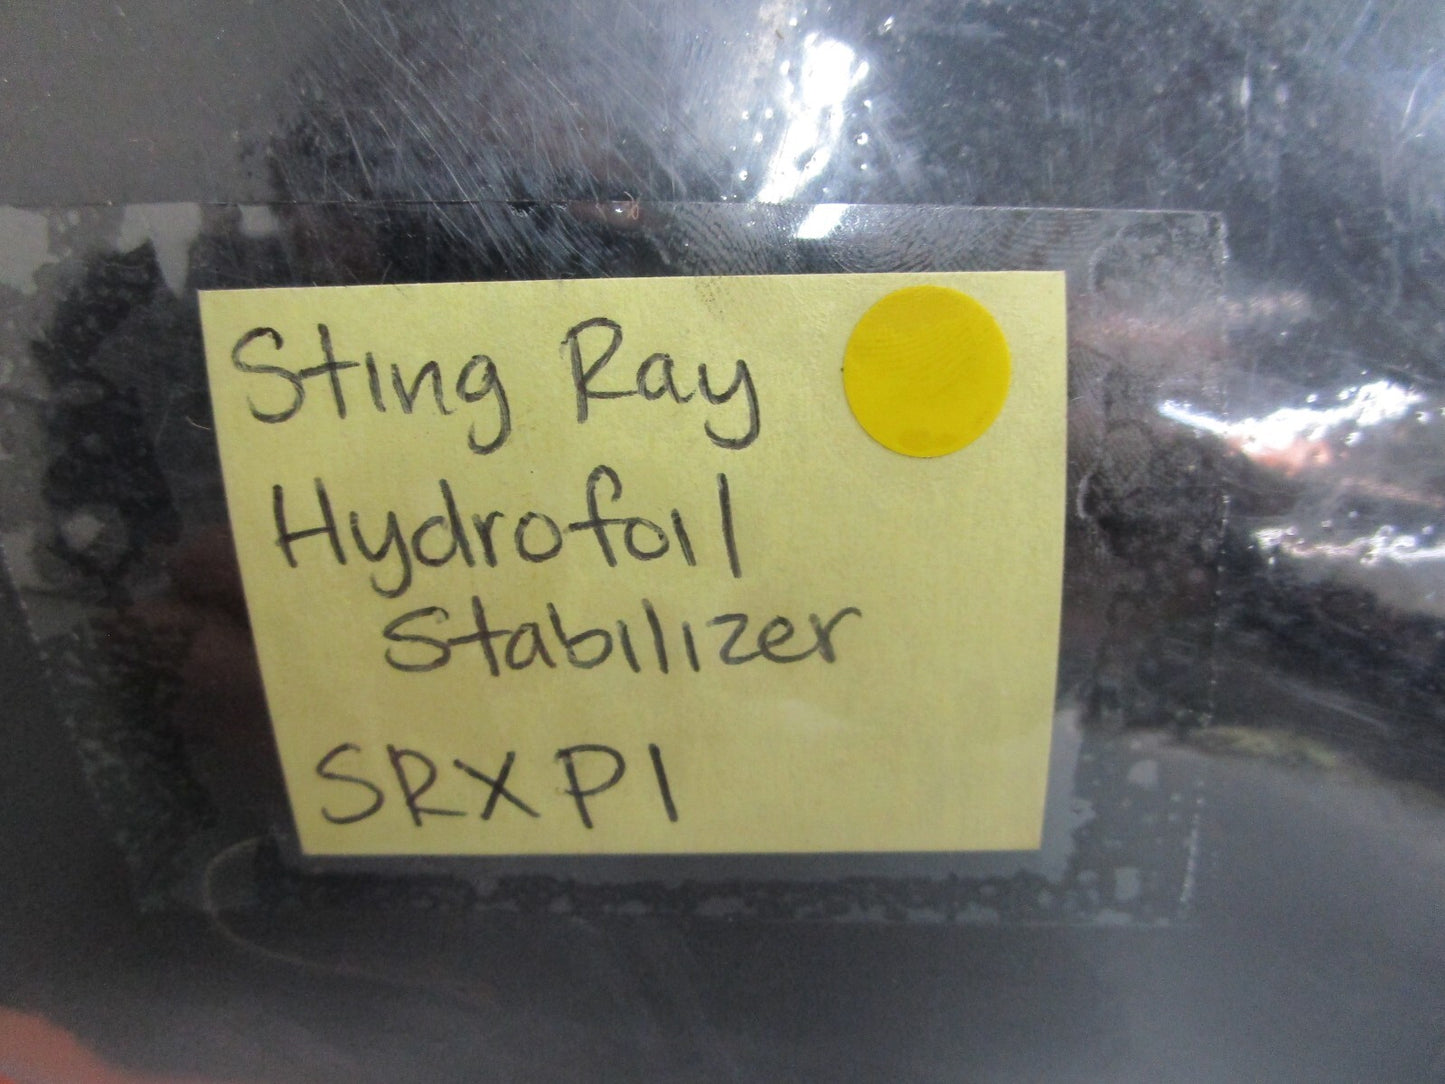 Sting Ray
Hydrofoil
Stabilizer
SRXP1